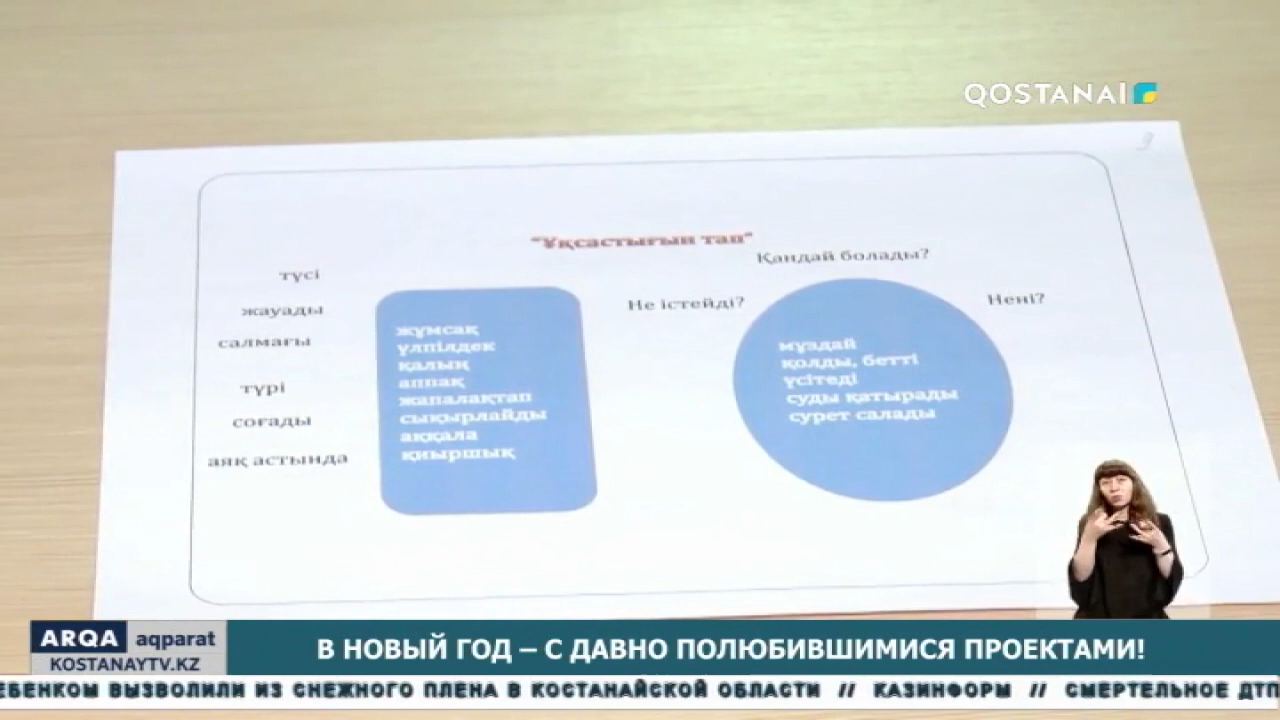 QOSTANAI
9
"Ұқсастығын тап"
Қандай болады?
түсі
жауады
салмағы
түрі
соғады
аяқ астында
жұмсақ
үлпілдек
қалың
аппақ
жапалақтап
сықырлайды
аққала
қиыршық
Не істейді?
Нені?
мұздай
қолды, бетті
үсітеді
суды қатырады
сурет салады
ARQA aqparat
KOSTANAYTV.KZ
В НОВЫЙ ГОД – С ДАВНО ПОЛЮБИВШИМИСЯ ПРОЕКТАМИ!
ЕБЕНКОМ ВЫЗВОЛИЛИ ИЗ СНЕЖНОГО ПЛЕНА В КОСТАНАЙСКОЙ ОБЛАСТИ // КАЗИНФОРМ // СМЕРТЕЛЬНОЕ ДТП